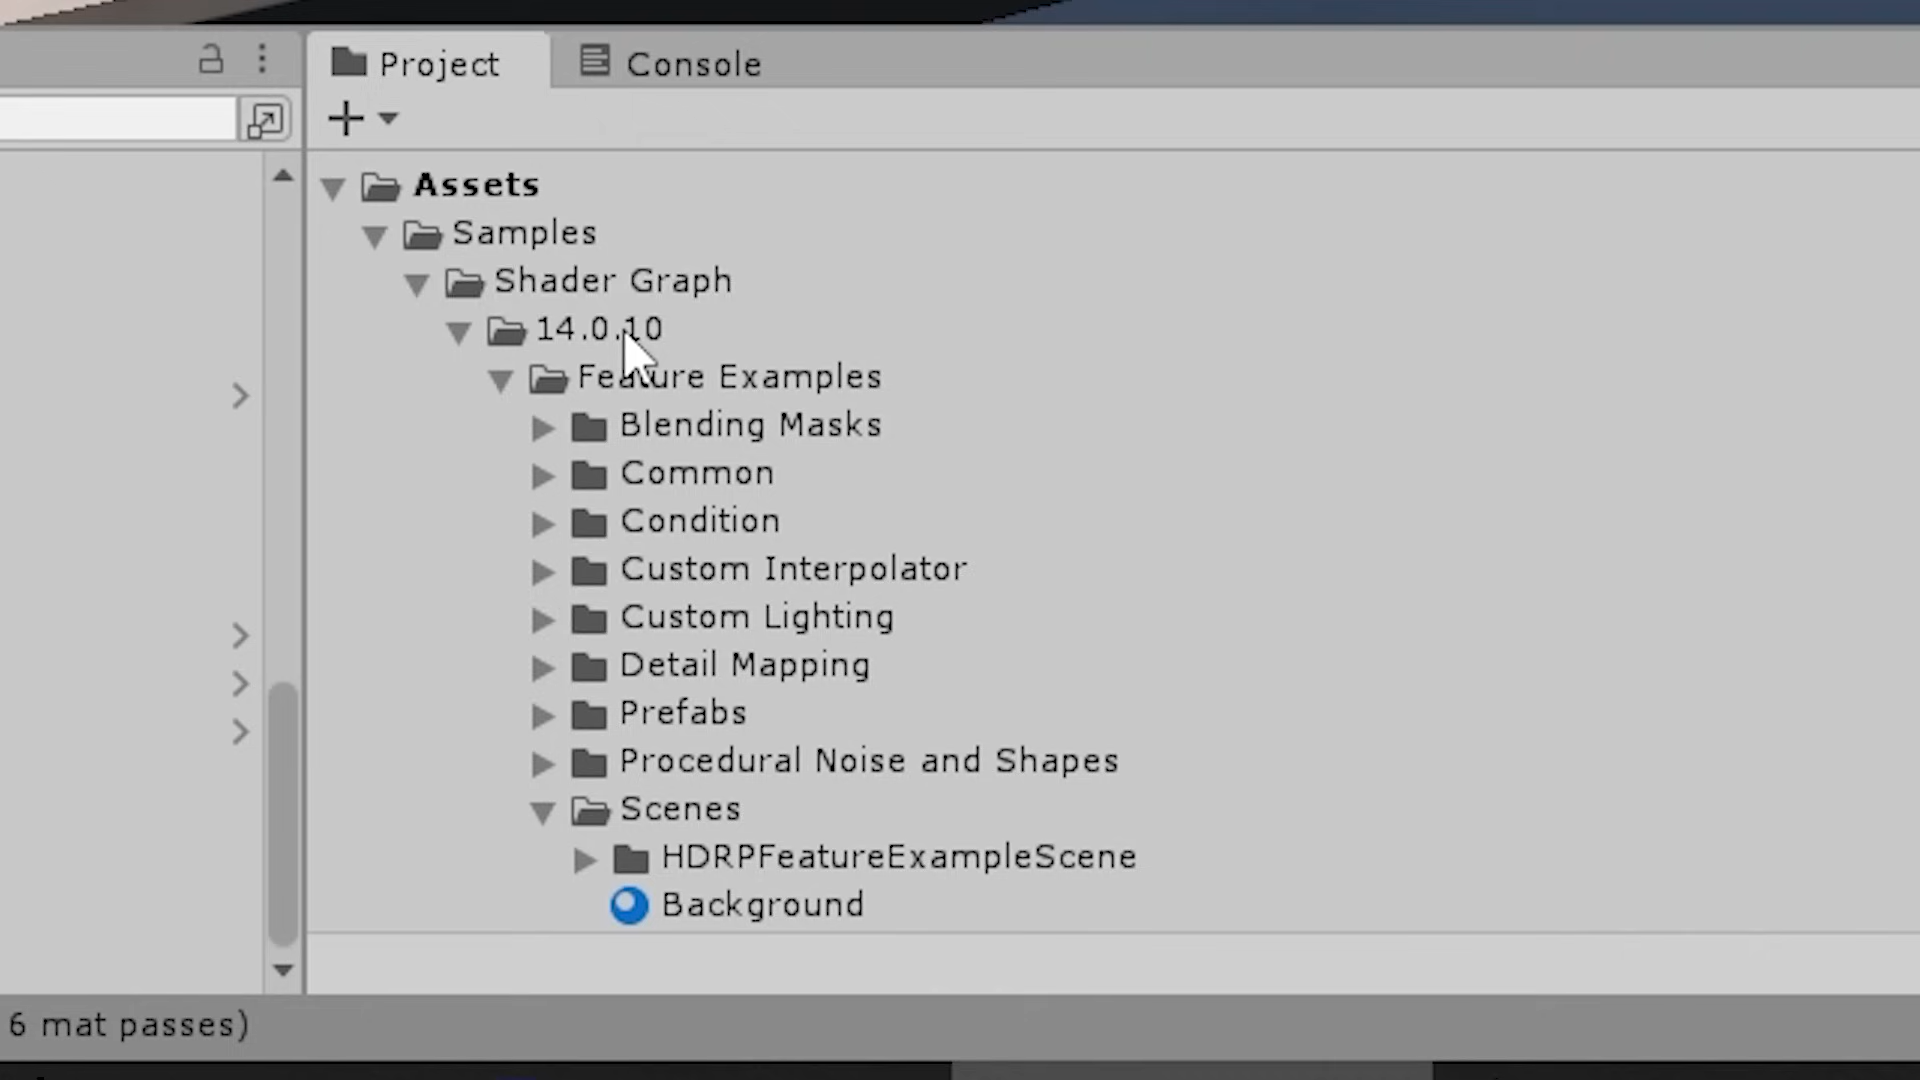 Project
Console
Assets
Samples
Shader Graph
14.0.10
Feature Examples
Blending Masks
Common
Condition
Custom Interpolator
Custom Lighting
Detail Mapping
Prefabs
Procedural Noise and Shapes
Scenes
HDRPFeatureExampleScene
Background
6 mat passes)